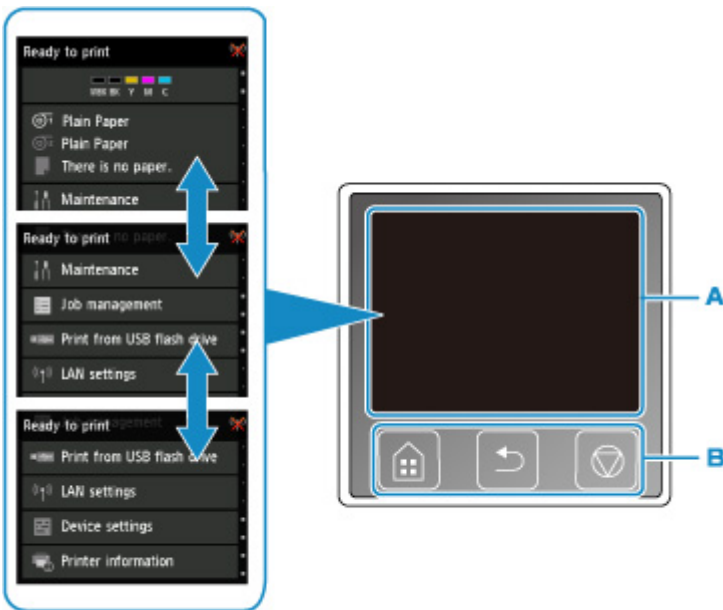 Ready to print
MBK BK Y M C
Plain Paper
Plain Paper
There is no paper.
Maintenance
Ready to print
Maintenance
Job management
Print from USB flash drive
LAN settings
Ready to print
Print from USB flash drive
LAN settings
Device settings
Printer information
A
B